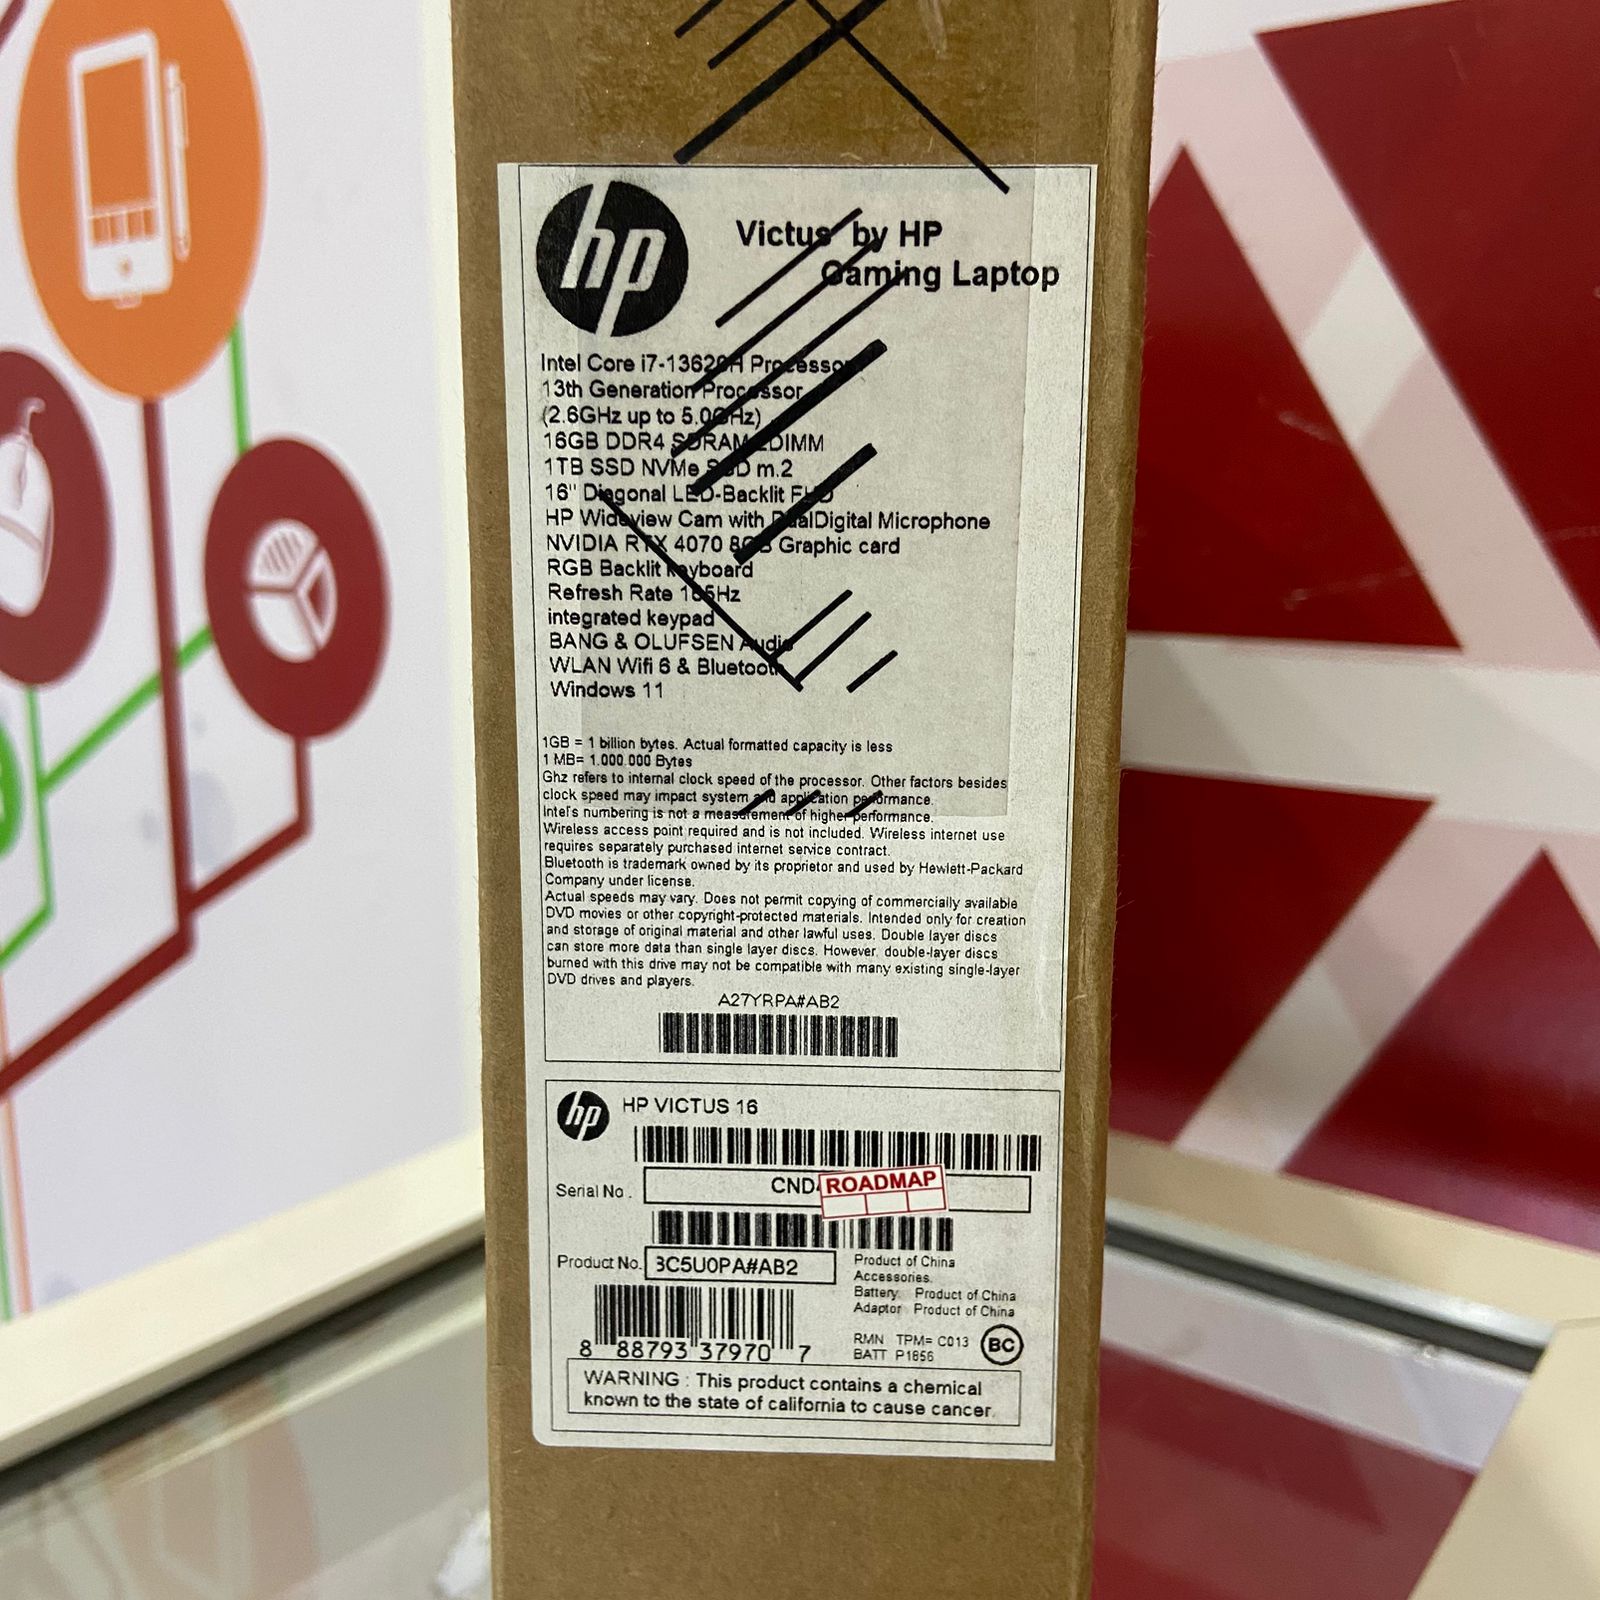 hp
Victus by HP
Gaming Laptop
Intel Core i7-13620H Processor
13th Generation Processor
(2.6GHz up to 5.0GHz)
16GB DDR4 SDRAM 2DIMM
1TB SSD NVMe SSD m.2
16" Diagonal LED-Backlit FHD
HP Wideview Cam with DualDigital Microphone
NVIDIA RTX 4070 8GB Graphic card
RGB Backlit keyboard
Refresh Rate 165Hz
integrated keypad
BANG & OLUFSEN Audio
WLAN Wifi 6 & Bluetooth
Windows 11
1GB = 1 billion bytes. Actual formatted capacity is less
1 MB= 1.000.000 Bytes
Ghz refers to internal clock speed of the processor. Other factors besides
clock speed may impact system and application performance.
Intel's numbering is not a measurement of higher performance.
Wireless access point required and is not included. Wireless internet use
requires separately purchased internet service contract.
Bluetooth is trademark owned by its proprietor and used by Hewlett-Packard
Company under license.
Actual speeds may vary. Does not permit copying of commercially available
DVD movies or other copyright-protected materials. Intended only for creation
and storage of original material and other lawful uses. Double layer discs
can store more data than single layer discs. However, double-layer discs
burned with this drive may not be compatible with many existing single-layer
DVD drives and players.
A27YRPA#AB2
hp HP VICTUS 16
Serial No. CND4 ROADMAP
Product No. 3C5U0PA#AB2
Product of China
Accessories.
Battery. Product of China
Adaptor Product of China
8 88793 37970 7
RMN TPM= C013
BATT P1856
BC
WARNING : This product contains a chemical
known to the state of california to cause cancer.